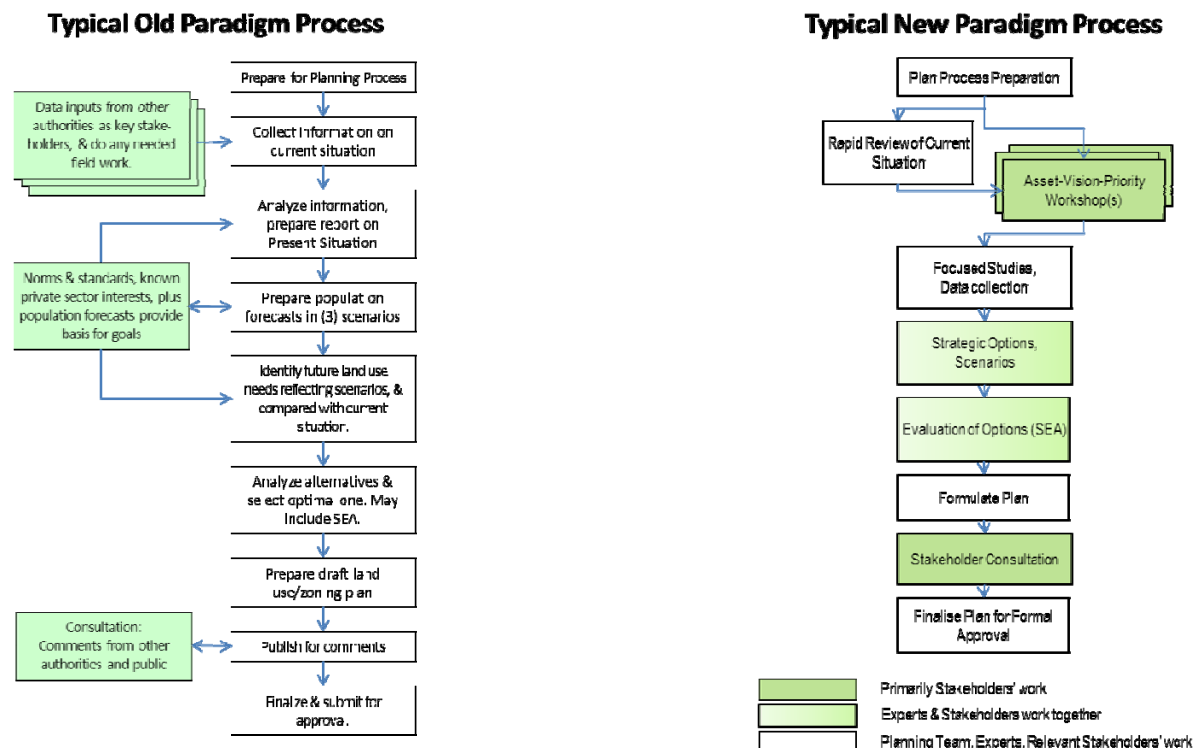 Typical Old Paradigm Process
Prepare for Planning Process
Data inputs from other
authorities as key stake-
holders, & do any needed
field work.
Collect information on
current situation
Analyze information,
prepare report on
Present Situation
Norms & standards, known
private sector interests, plus
population forecasts provide
basis for goals
Prepare population
forecasts in (3) scenarios
Identify future land use
needs reflecting scenarios, &
compared with current
situation.
Analyze alternatives &
select optimal one. May
include SEA.
Prepare draft land
use/zoning plan
Consultation:
Comments from other
authorities and public
Publish for comments
Finalize & submit for
approval.
Typical New Paradigm Process
Plan Process Preparation
Rapid Review of Current
Situation
Asset-Vision-Priority
Workshop(s)
Focused Studies,
Data collection
Strategic Options,
Scenarios
Evaluation of Options (SEA)
Formulate Plan
Stakeholder Consultation
Finalise Plan for Formal
Approval
Primarily Stakeholders' work
Experts & Stakeholders work together
Planning Team, Experts, Relevant Stakeholders' work